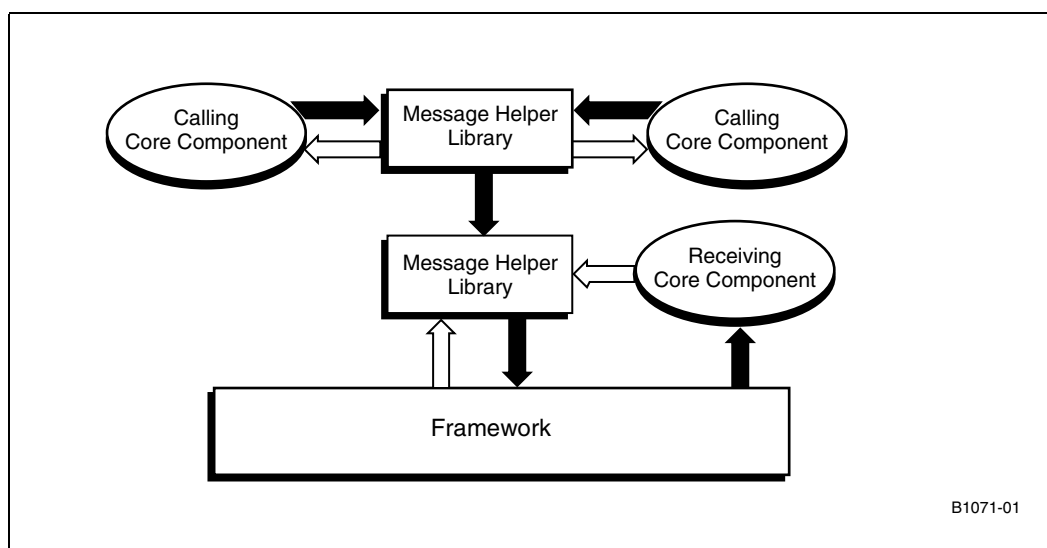 Calling
Core Component
Message Helper
Library
Calling
Core Component
Message Helper
Library
Receiving
Core Component
Framework
B1071-01